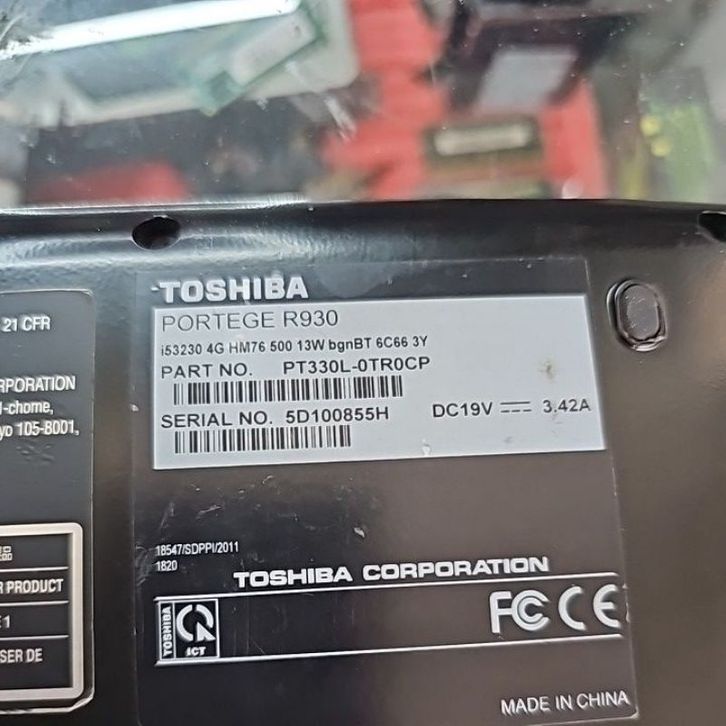 TOSHIBA
PORTEGE R930
i53230 4G HM76 500 13W bgnBT 6C66 3Y
PART NO. PT330L-0TR0CP
SERIAL NO. 5D100855H DC19V 3.42A
21 CFR
RPORATION
-chome,
yo 105-8001,
18547/SDPPI/2011
1820
TOSHIBA CORPORATION
TOSHIBA
ICT
FC CE
R PRODUCT
1
SER DE
MADE IN CHINA